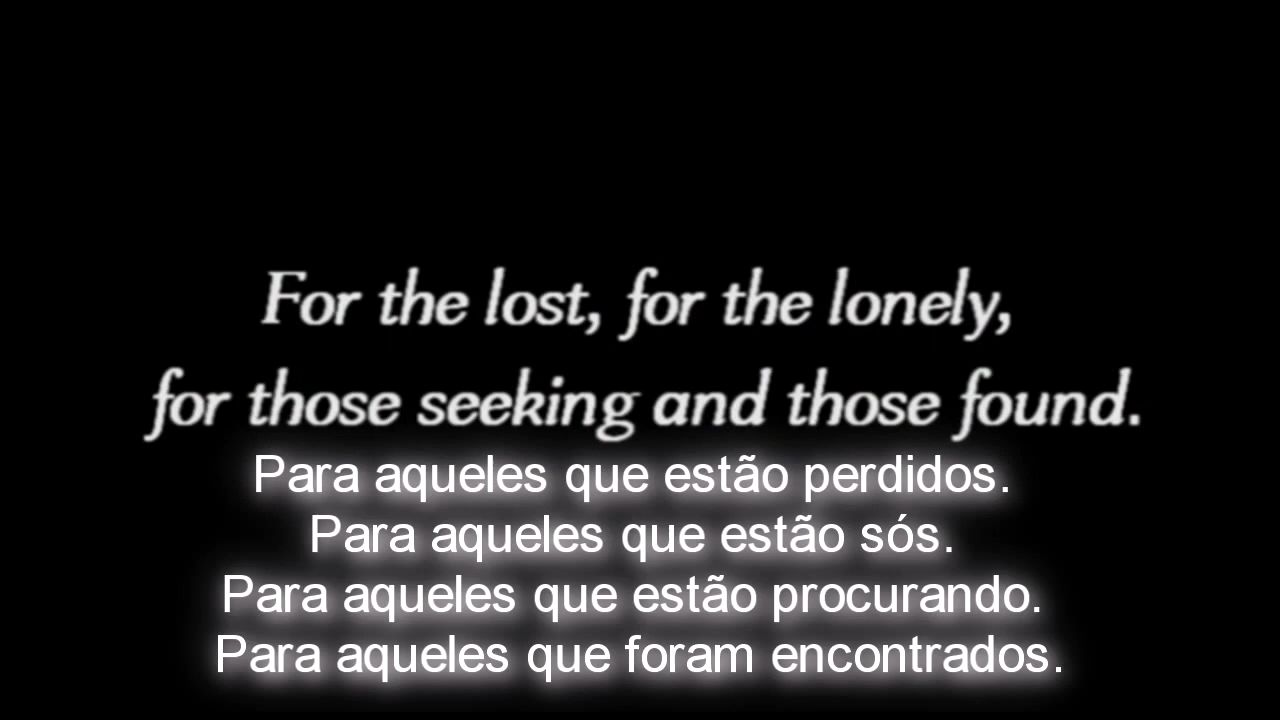 For the lost, for the lonely,
for those seeking and those found.
Para aqueles que estão perdidos.
Para aqueles que estão sós.
Para aqueles que estão procurando.
Para aqueles que foram encontrados.